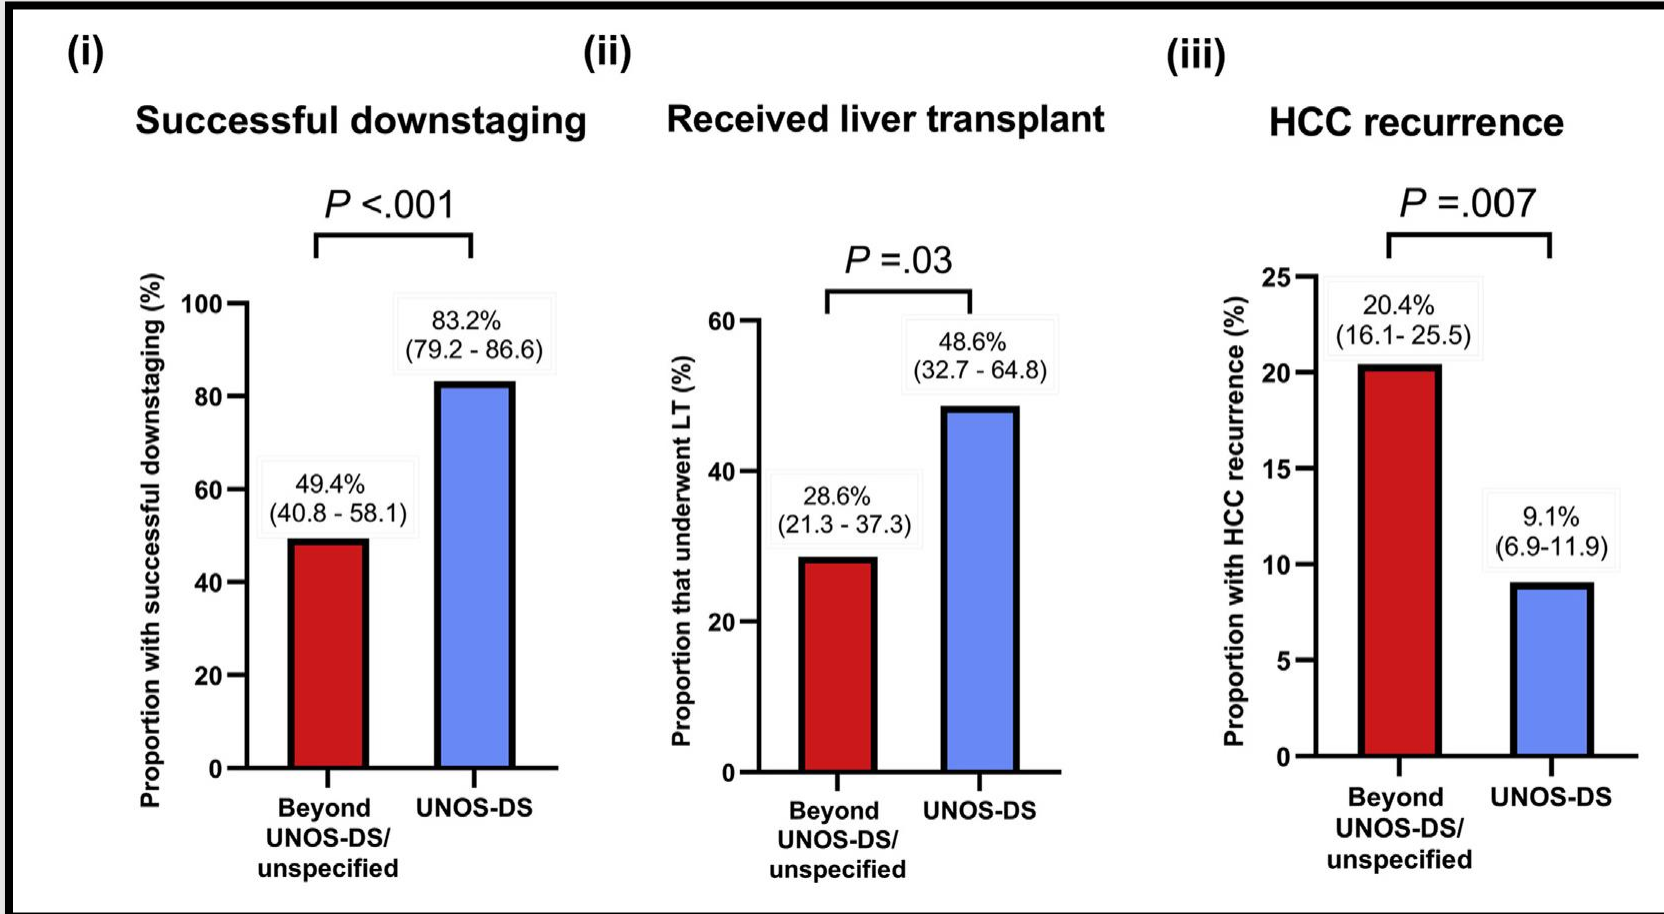 (i)
Successful downstaging
P <.001
Proportion with successful downstaging (%)
100
80
60
40
20
0
49.4%
(40.8 - 58.1)
83.2%
(79.2 - 86.6)
Beyond
UNOS-DS/
unspecified
UNOS-DS
(ii)
Received liver transplant
P =.03
Proportion that underwent LT (%)
60
40
20
0
28.6%
(21.3 - 37.3)
48.6%
(32.7 - 64.8)
Beyond
UNOS-DS/
unspecified
UNOS-DS
(iii)
HCC recurrence
P =.007
Proportion with HCC recurrence (%)
25
20
15
10
5
0
20.4%
(16.1- 25.5)
9.1%
(6.9-11.9)
Beyond
UNOS-DS/
unspecified
UNOS-DS